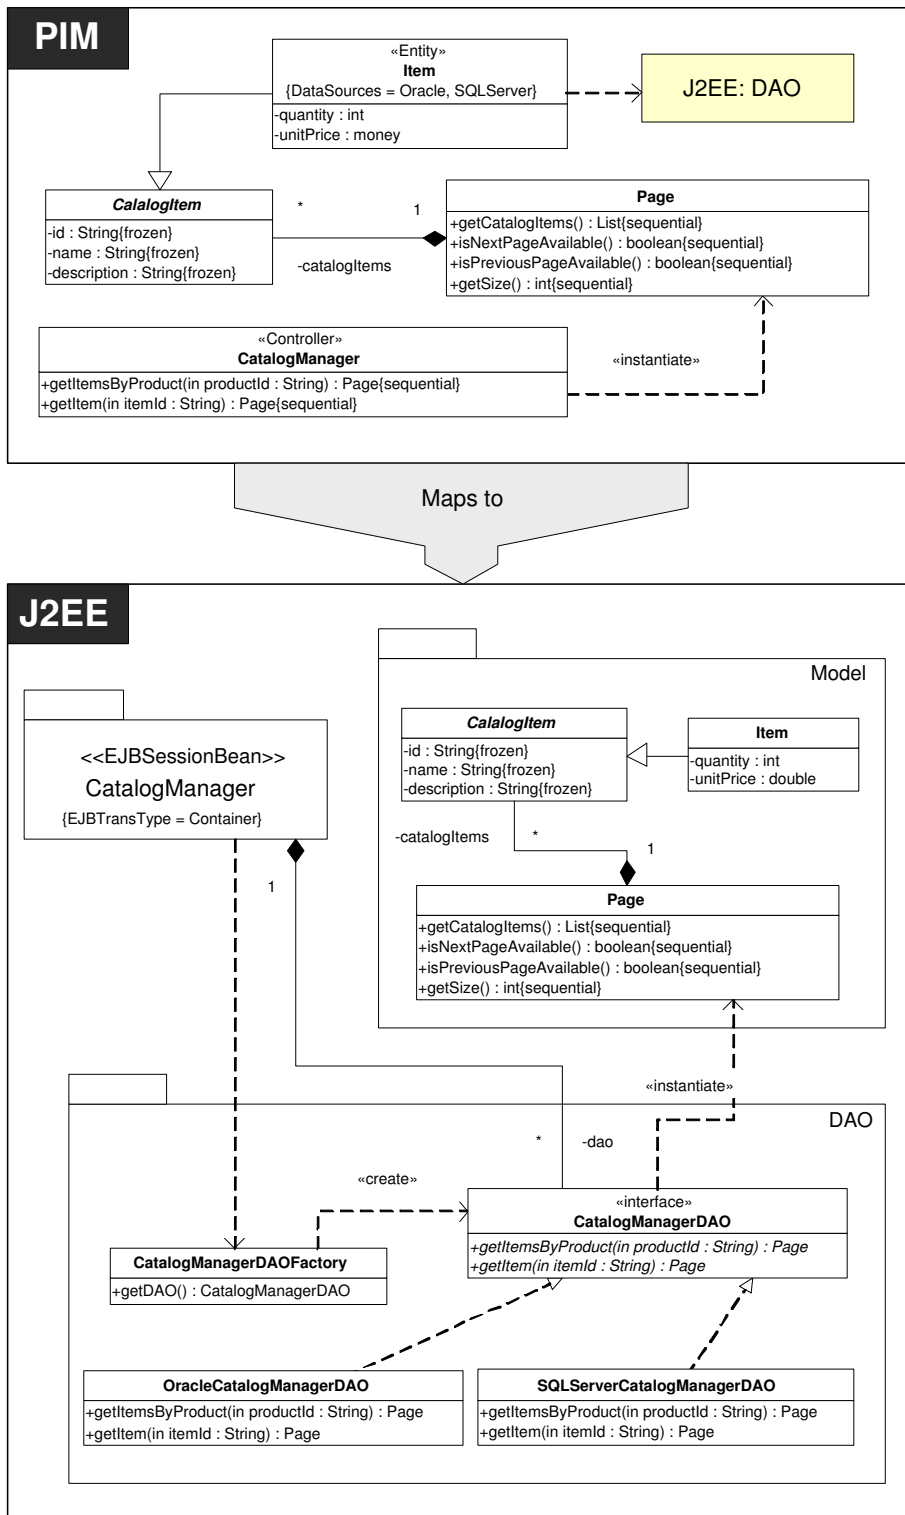 PIM
«Entity»
Item
{DataSources = Oracle, SQLServer}
-quantity : int
-unitPrice : money
J2EE: DAO
CalalogItem
-id : String{frozen}
-name : String{frozen}
-description : String{frozen}
*
1
-catalogItems
Page
+getCatalogItems() : List{sequential}
+isNextPageAvailable() : boolean{sequential}
+isPreviousPageAvailable() : boolean{sequential}
+getSize() : int{sequential}
«Controller»
CatalogManager
+getItemsByProduct(in productId : String) : Page{sequential}
+getItem(in itemId : String) : Page{sequential}
«instantiate»
Maps to
J2EE
Model
<<EJBSessionBean>>
CatalogManager
{EJBTransType = Container}
1
CalalogItem
-id : String{frozen}
-name : String{frozen}
-description : String{frozen}
Item
-quantity : int
-unitPrice : double
-catalogItems
*
1
Page
+getCatalogItems() : List{sequential}
+isNextPageAvailable() : boolean{sequential}
+isPreviousPageAvailable() : boolean{sequential}
+getSize() : int{sequential}
«instantiate»
DAO
*
-dao
«create»
«interface»
CatalogManagerDAO
+getItemsByProduct(in productId : String) : Page
+getItem(in itemId : String) : Page
CatalogManagerDAOFactory
+getDAO() : CatalogManagerDAO
OracleCatalogManagerDAO
+getItemsByProduct(in productId : String) : Page
+getItem(in itemId : String) : Page
SQLServerCatalogManagerDAO
+getItemsByProduct(in productId : String) : Page
+getItem(in itemId : String) : Page